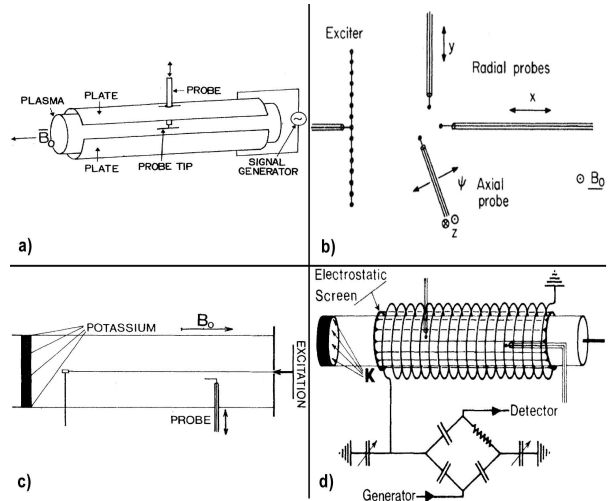 PLASMA
PLATE
PROBE
B₀
PLATE
PROBE TIP
SIGNAL
GENERATOR
a)
Exciter
y
Radial probes
x
ψ
Axial
probe
z
B₀
b)
POTASSIUM
B₀
EXCITATION
PROBE
c)
Electrostatic
Screen
K
Detector
Generator
d)